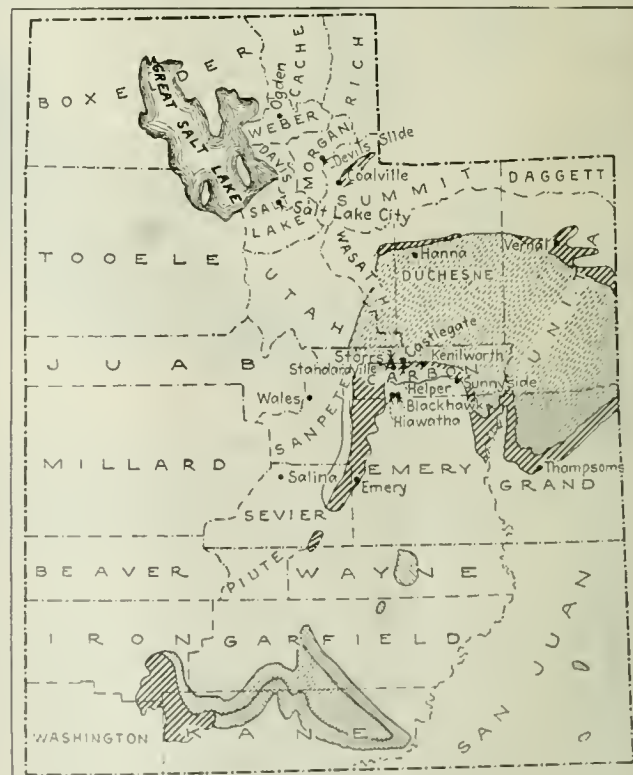 BOX ELDER
GREAT SALT LAKE
CACHE
RICH
Ogden
WEBER
DAVIS
MORGAN
Devils Slide
Coalville
SUMMIT
DAGGETT
SALT LAKE
Salt Lake City
WASATCH
TOOELE
UTAH
Hanna
DUCHESNE
Vernal
UINTA
JUAB
Castlegate
Storrs
Kenilworth
Standardville
CARBON
Sunnyside
Helper
Blackhawk
Hiawatha
Wales
SANPETE
MILLARD
Salina
EMERY
Emery
GRAND
Thompsons
SEVIER
BEAVER
PIUTE
WAYNE
IRON
GARFIELD
SAN JUAN
WASHINGTON
KANE